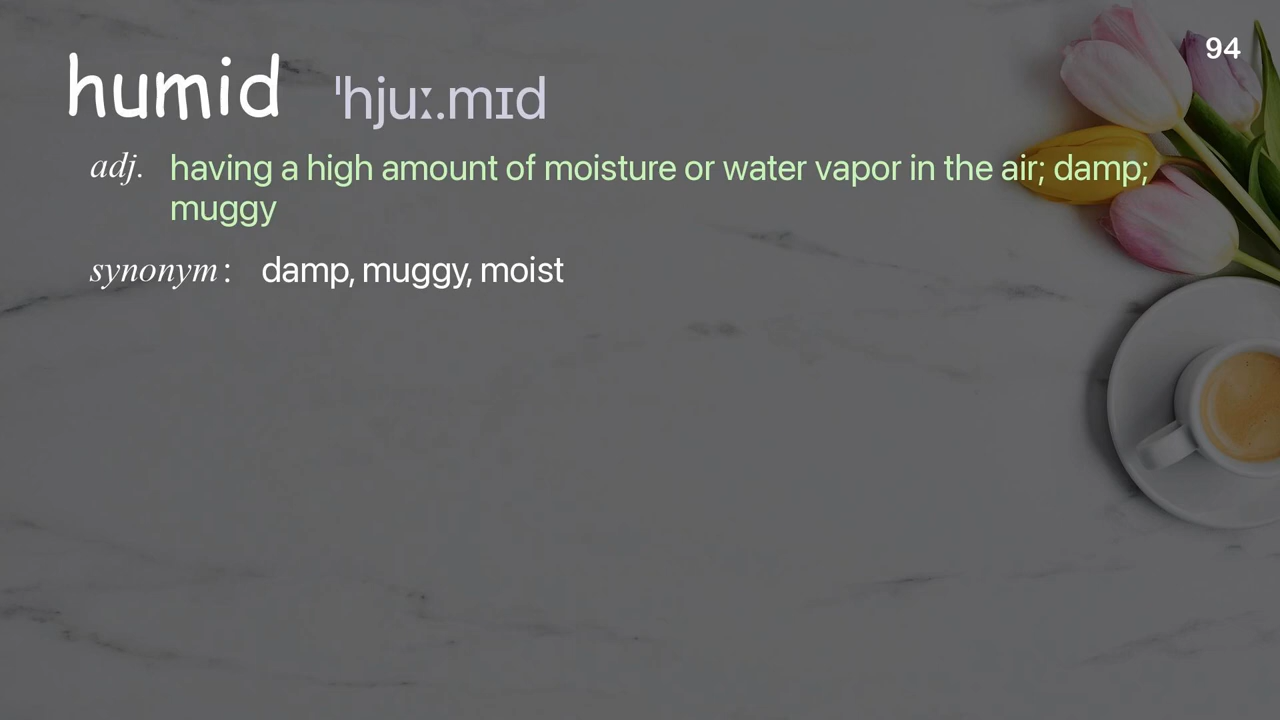 94
humid ˈhjuː.mɪd
adj. having a high amount of moisture or water vapor in the air; damp;
muggy
synonym: damp, muggy, moist